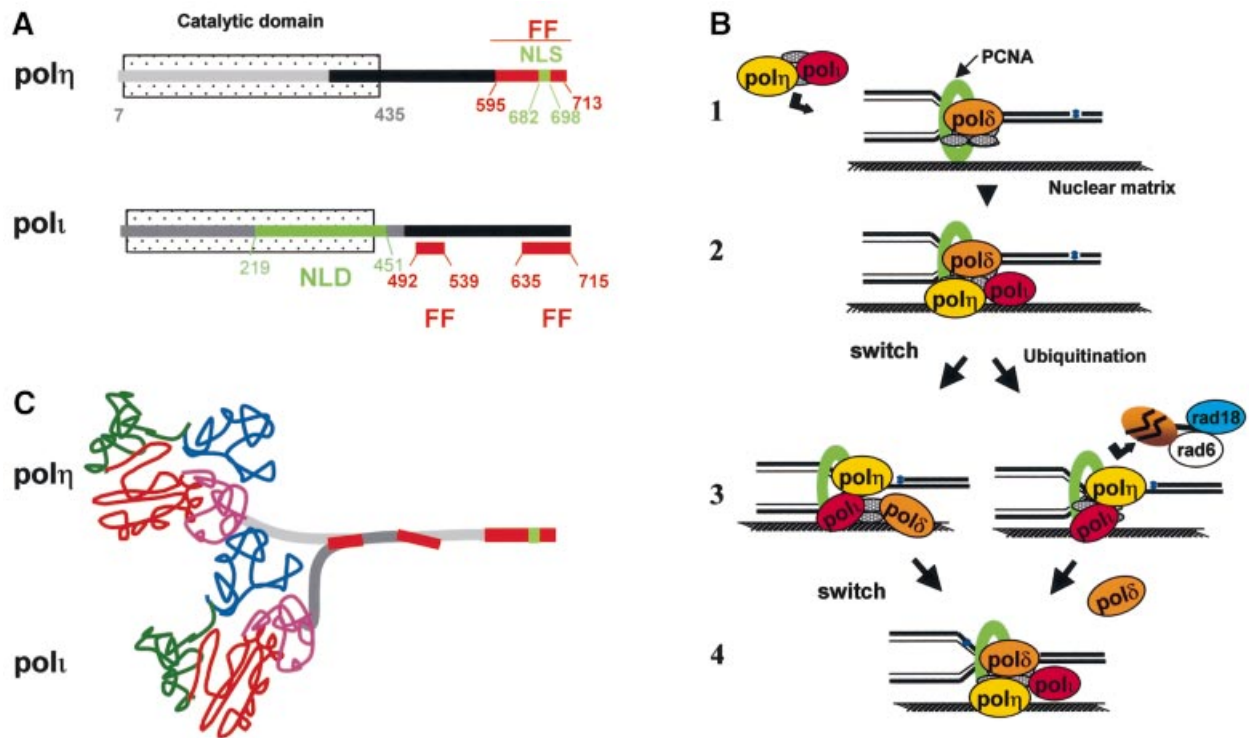 A
Catalytic domain
FF
NLS
polη
7
435
595
713
682
698
polι
219
NLD
451
492
539
635
715
FF
FF
B
polη
polι
PCNA
1
polδ
Nuclear matrix
2
polδ
polη
polι
switch
Ubiquitination
rad18
rad6
3
polη
polι
polδ
polη
polι
switch
polδ
4
polδ
polη
polι
C
polη
polι